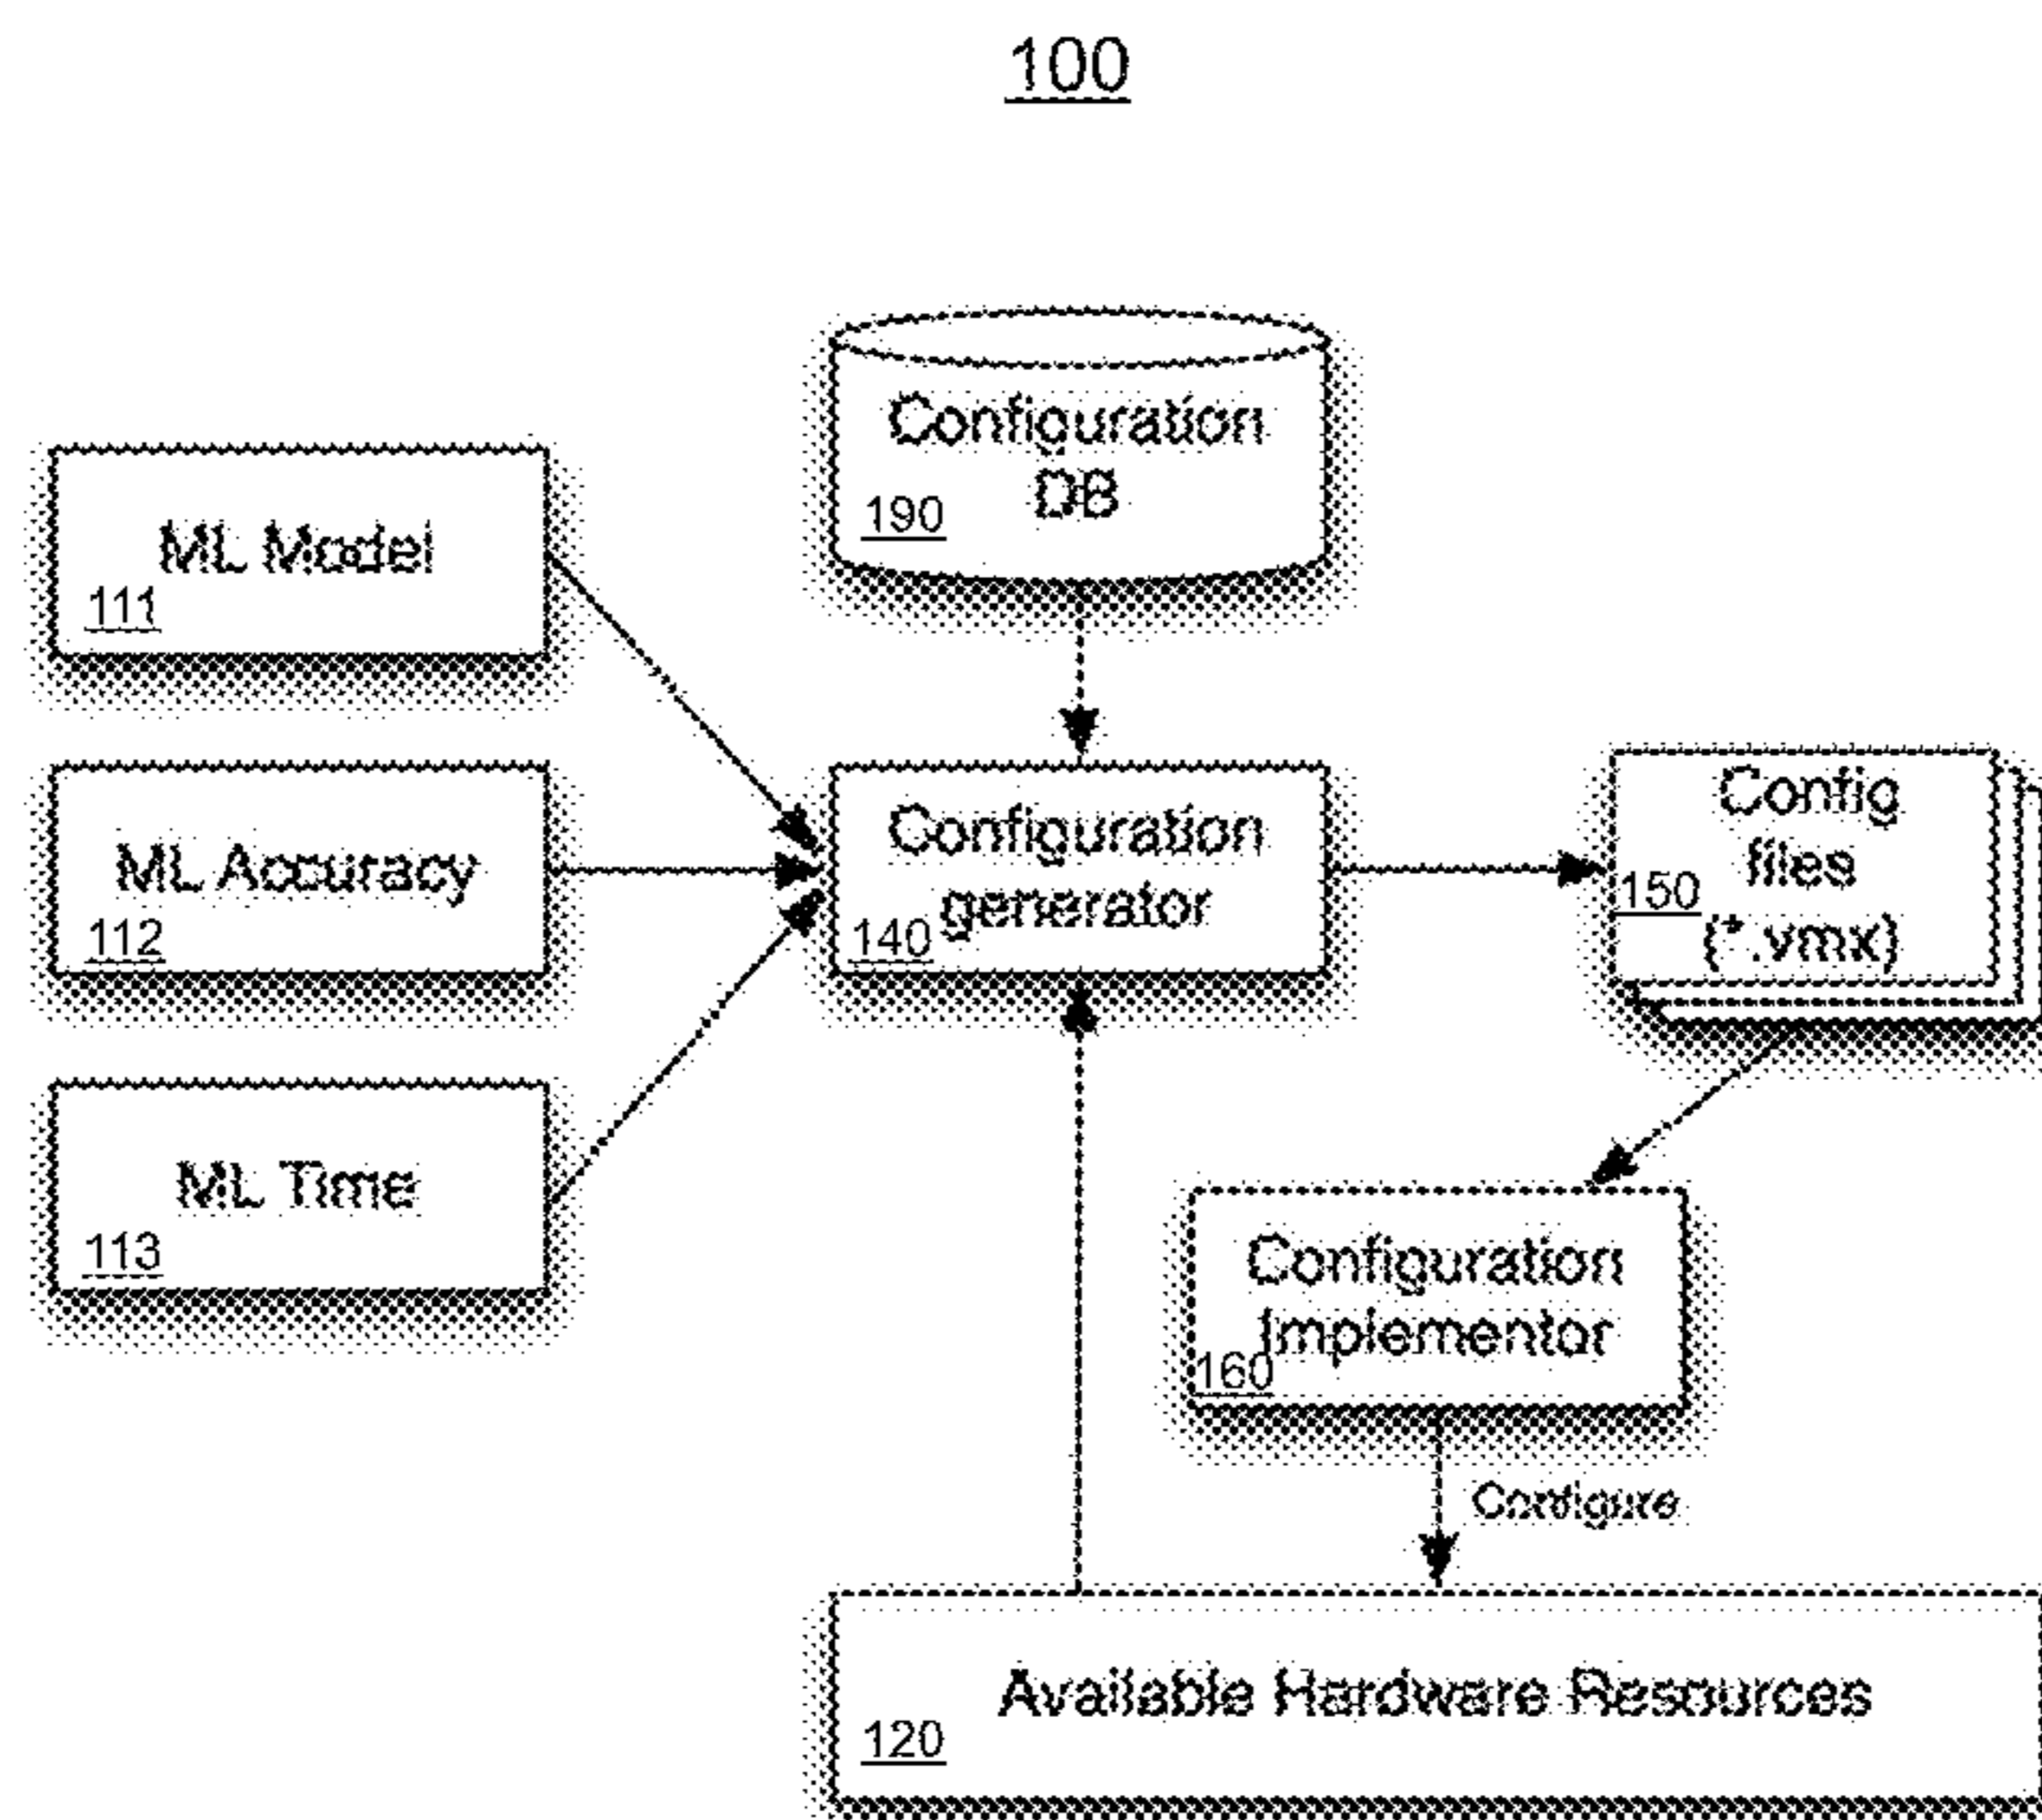 100
Configuration
DB
190
ML Model
111
ML Accuracy
112
ML Time
113
Configuration
generator
140
Config
files
150
(*.vmx)
Configuration
Implementor
160
Configure
Available Hardware Resources
120